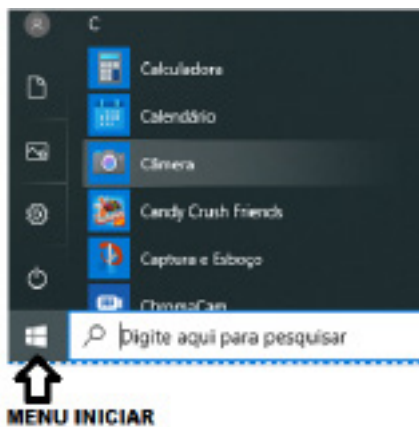 C
Calculadora
Calendário
Câmera
Candy Crush Friends
Captura e Esboço
ChromaCam
Digite aqui para pesquisar
MENU INICIAR